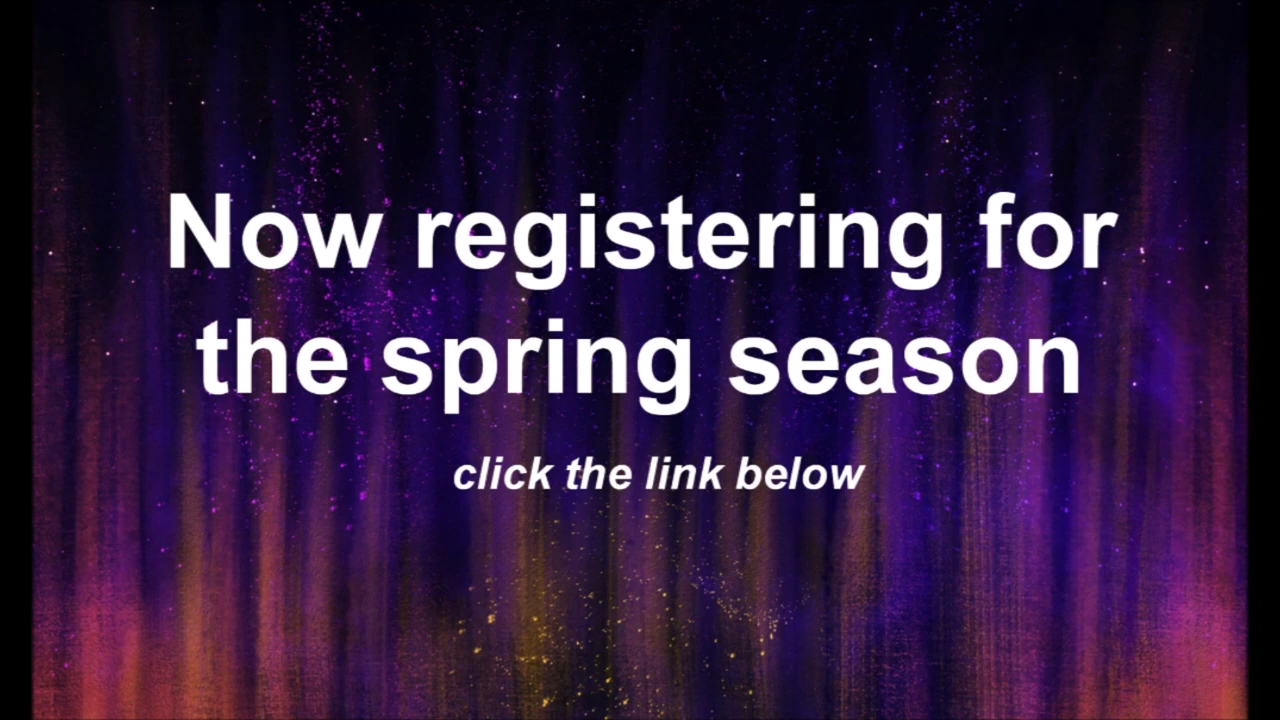 Now registering for
the spring season
click the link below